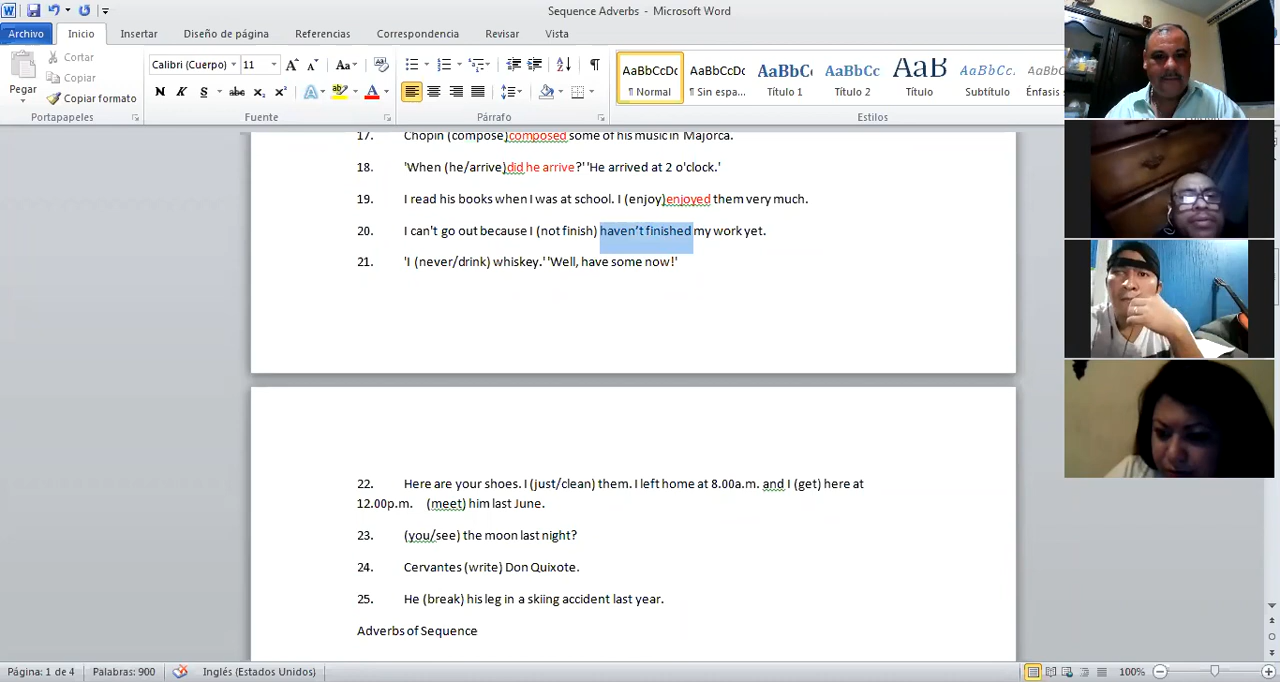 Sequence Adverbs - Microsoft Word
Archivo Inicio Insertar Diseño de página Referencias Correspondencia Revisar Vista
Cortar
Copiar
Copiar formato
Pegar
Portapapeles
Calibri (Cuerpo) 11
Aa
N K S abc x₂ x² A A
Fuente
Párrafo
AaBbCcDc AaBbCcDc AaBbC AaBbCc AaB AaBbCc AaBbCc
¶ Normal ¶ Sin espa... Título 1 Título 2 Título Subtítulo Énfasis
Estilos
17. Chopin (compose)composed some of his music in Majorca.
18. 'When (he/arrive)did he arrive?' 'He arrived at 2 o'clock.'
19. I read his books when I was at school. I (enjoy)enjoyed them very much.
20. I can't go out because I (not finish) haven't finished my work yet.
21. 'I (never/drink) whiskey.' 'Well, have some now!'
22. Here are your shoes. I (just/clean) them. I left home at 8.00a.m. and I (get) here at
12.00p.m. (meet) him last June.
23. (you/see) the moon last night?
24. Cervantes (write) Don Quixote.
25. He (break) his leg in a skiing accident last year.
Adverbs of Sequence
Página: 1 de 4 Palabras: 900 Inglés (Estados Unidos) 100%